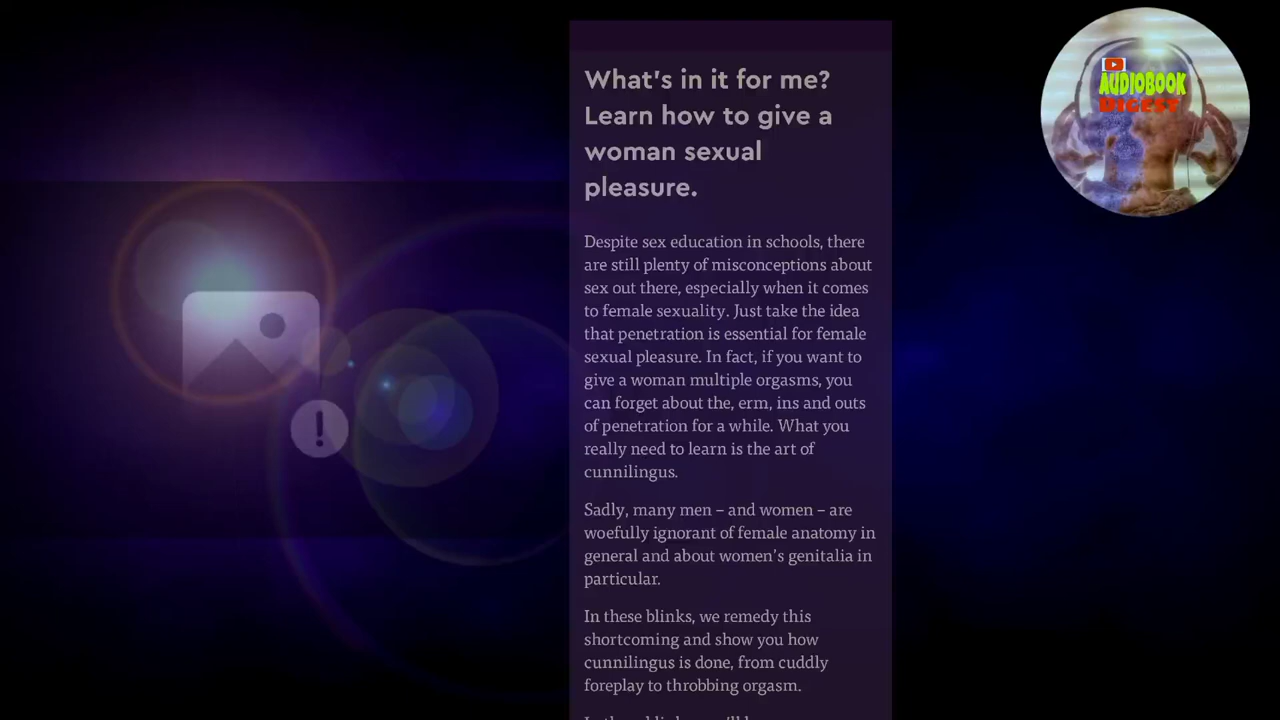 What's in it for me?
Learn how to give a
woman sexual
pleasure.
Despite sex education in schools, there
are still plenty of misconceptions about
sex out there, especially when it comes
to female sexuality. Just take the idea
that penetration is essential for female
sexual pleasure. In fact, if you want to
give a woman multiple orgasms, you
can forget about the, erm, ins and outs
of penetration for a while. What you
really need to learn is the art of
cunnilingus.
Sadly, many men – and women – are
woefully ignorant of female anatomy in
general and about women's genitalia in
particular.
In these blinks, we remedy this
shortcoming and show you how
cunnilingus is done, from cuddly
foreplay to throbbing orgasm.
AUDIOBOOK
DIGEST